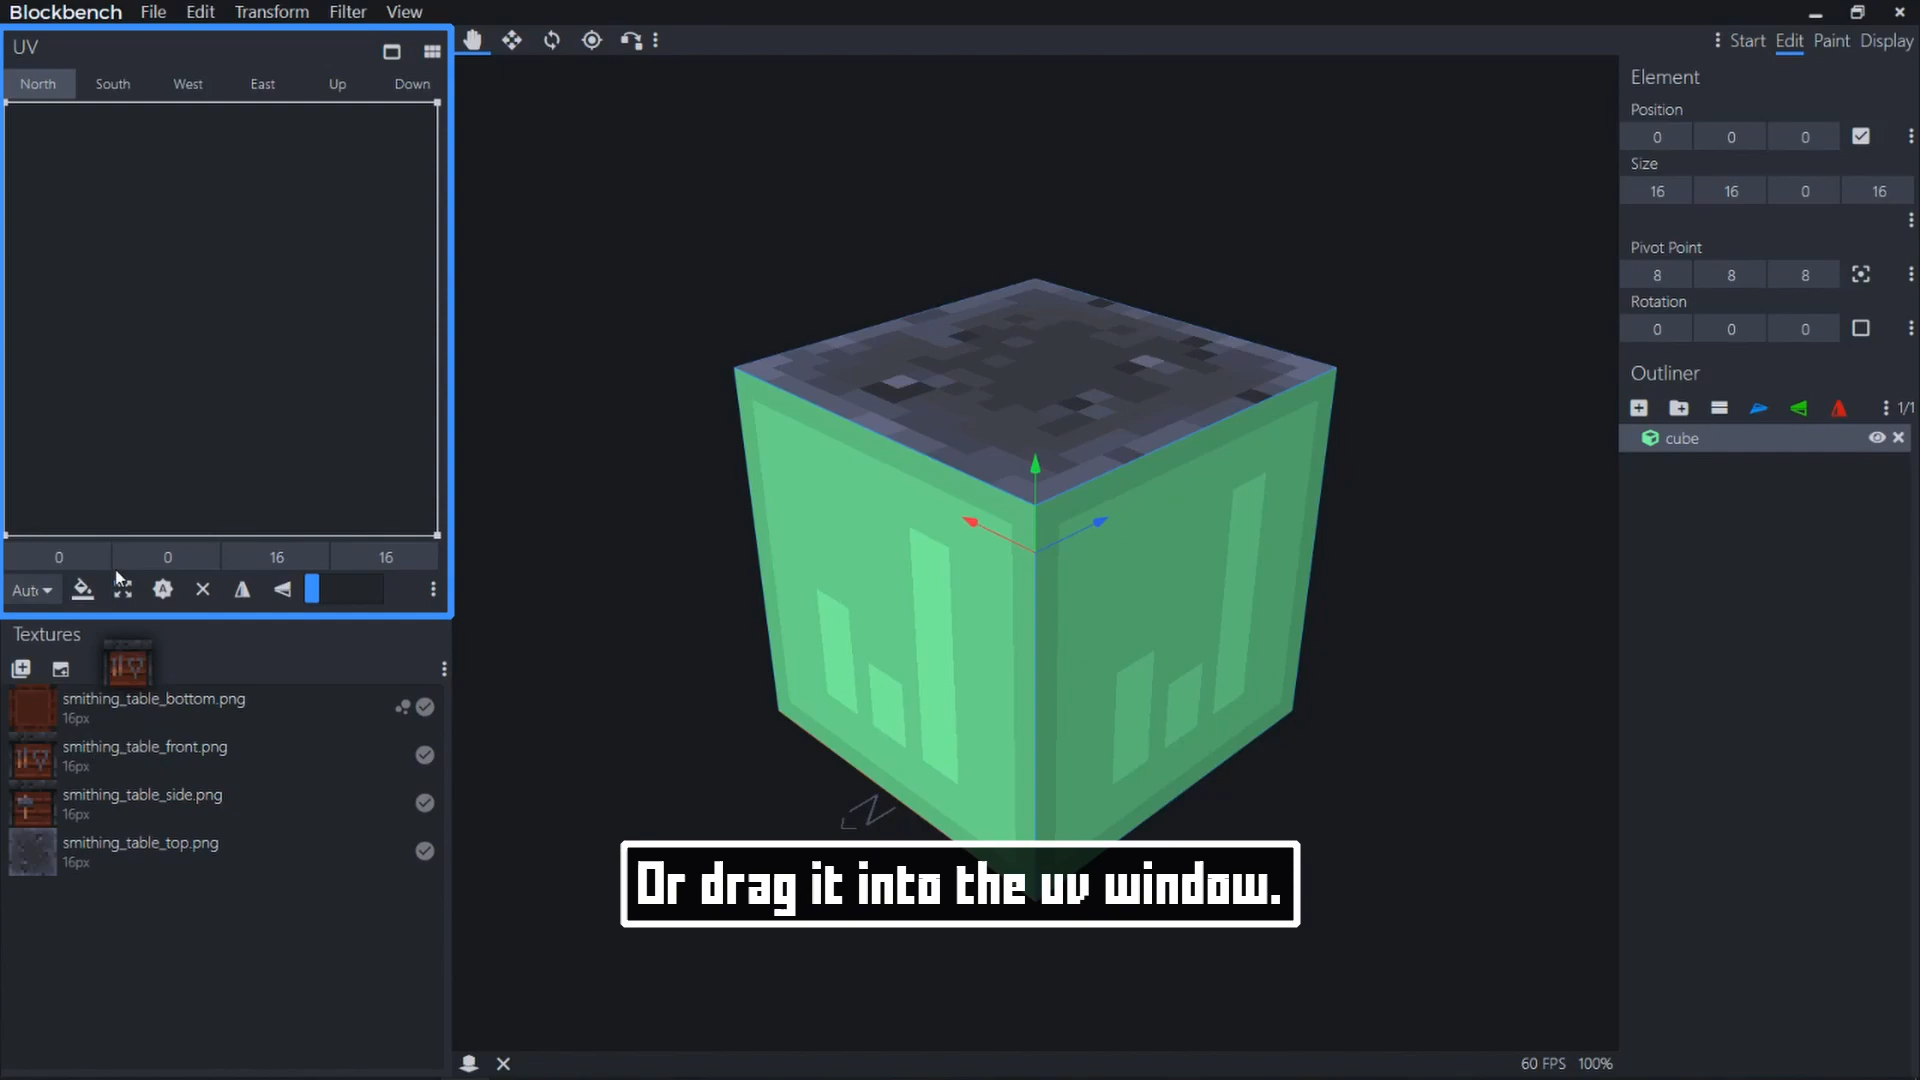 Blockbench File Edit Transform Filter View
UV
North South West East Up Down
0 0 16 16
Aut
Textures
smithing_table_bottom.png
16px
smithing_table_front.png
16px
smithing_table_side.png
16px
smithing_table_top.png
16px
N
Or drag it into the uv window.
60 FPS 100%
Start Edit Paint Display
Element
Position
0 0 0
Size
16 16 0 16
Pivot Point
8 8 8
Rotation
0 0 0
Outliner
1/1
cube